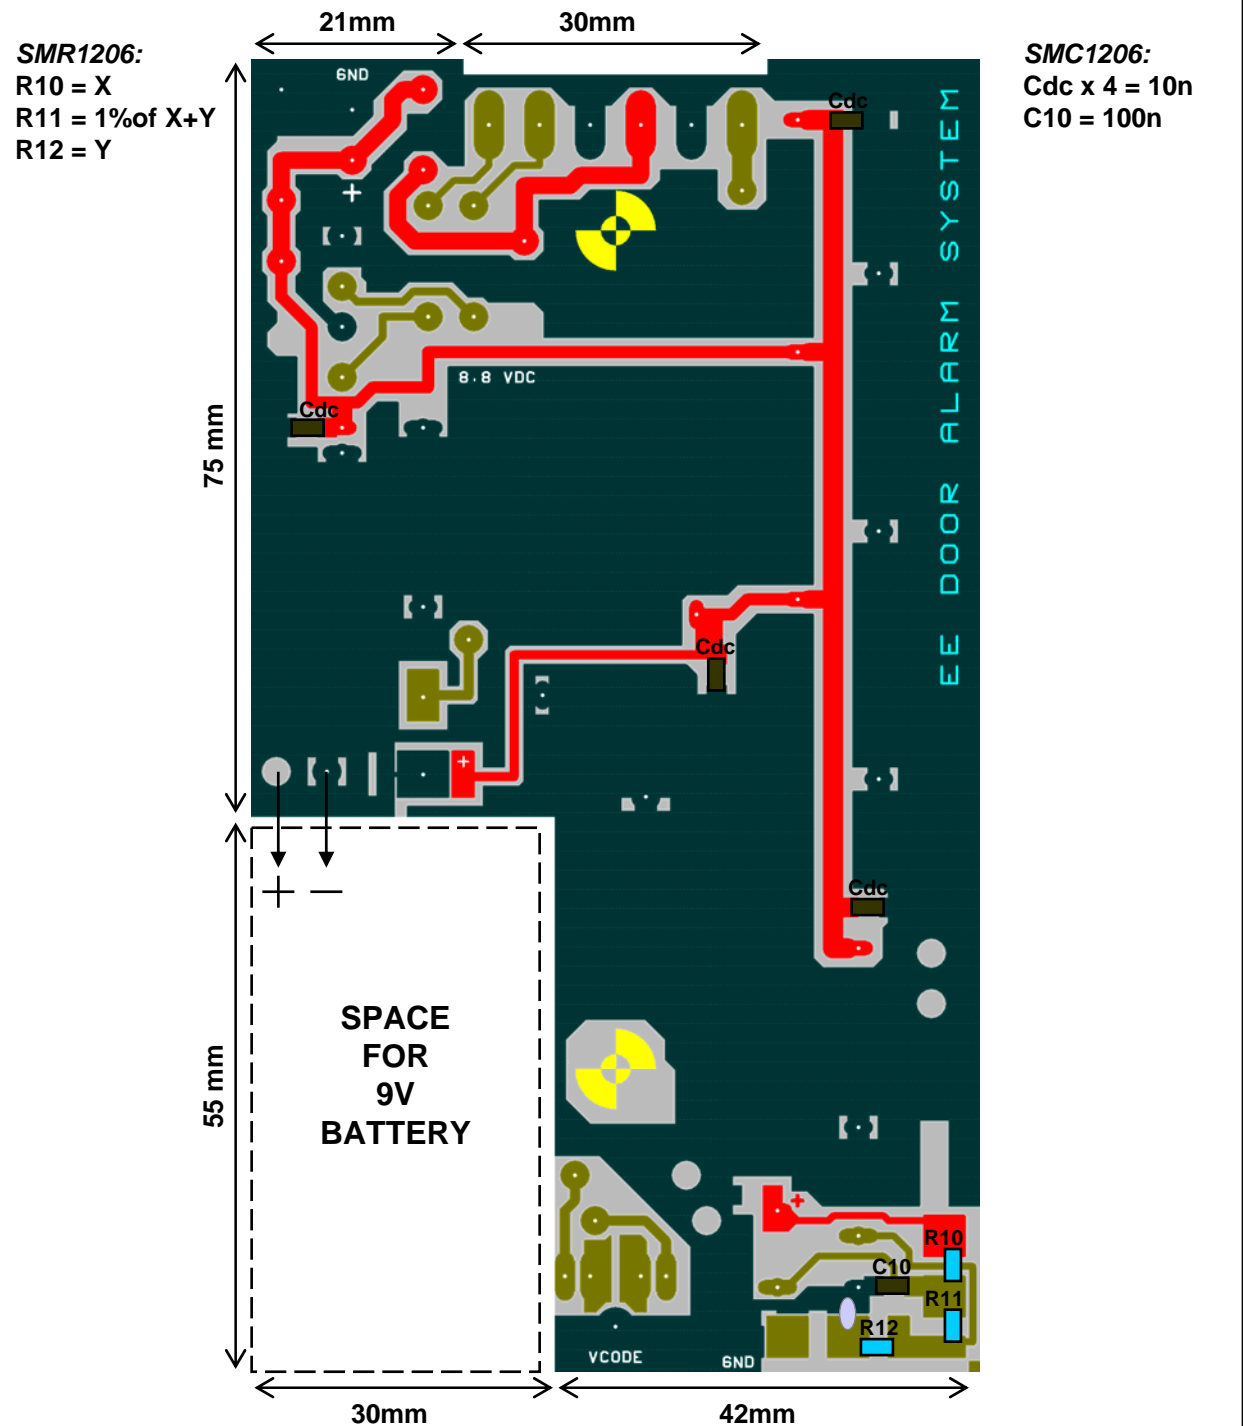 21mm
30mm
SMR1206:
R10 = X
R11 = 1%of X+Y
R12 = Y
SMC1206:
Cdc x 4 = 10n
C10 = 100n
GND
Cdc
+
8.8 VDC
Cdc
EE DOOR ALARM SYSTEM
75 mm
Cdc
+
Cdc
+ −
SPACE
FOR
9V
BATTERY
55 mm
+
R10
C10
R11
R12
VCODE
GND
30mm
42mm